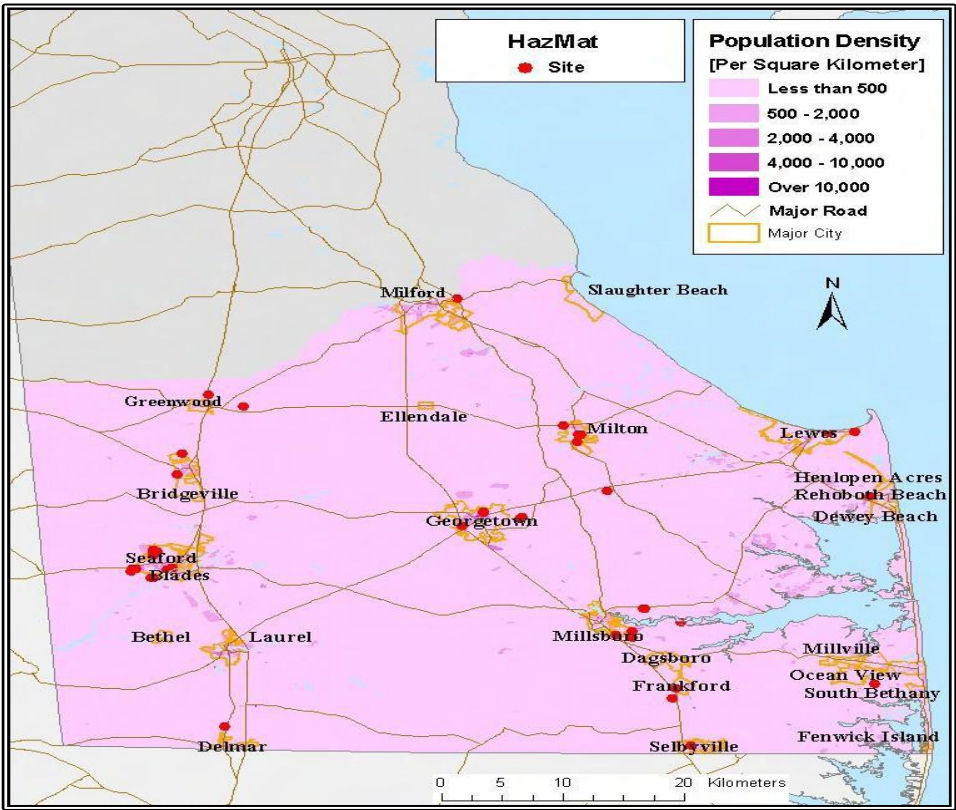 HazMat
Site
Population Density
[Per Square Kilometer]
Less than 500
500 - 2,000
2,000 - 4,000
4,000 - 10,000
Over 10,000
Major Road
Major City
N
Milford
Slaughter Beach
Greenwood
Ellendale
Milton
Lewes
Bridgeville
Henlopen Acres
Rehoboth Beach
Georgetown
Dewey Beach
Seaford
Blades
Bethel
Laurel
Millsboro
Millville
Dagsboro
Ocean View
Frankford
South Bethany
Delmar
Selbyville
Fenwick Island
0 5 10 20 Kilometers